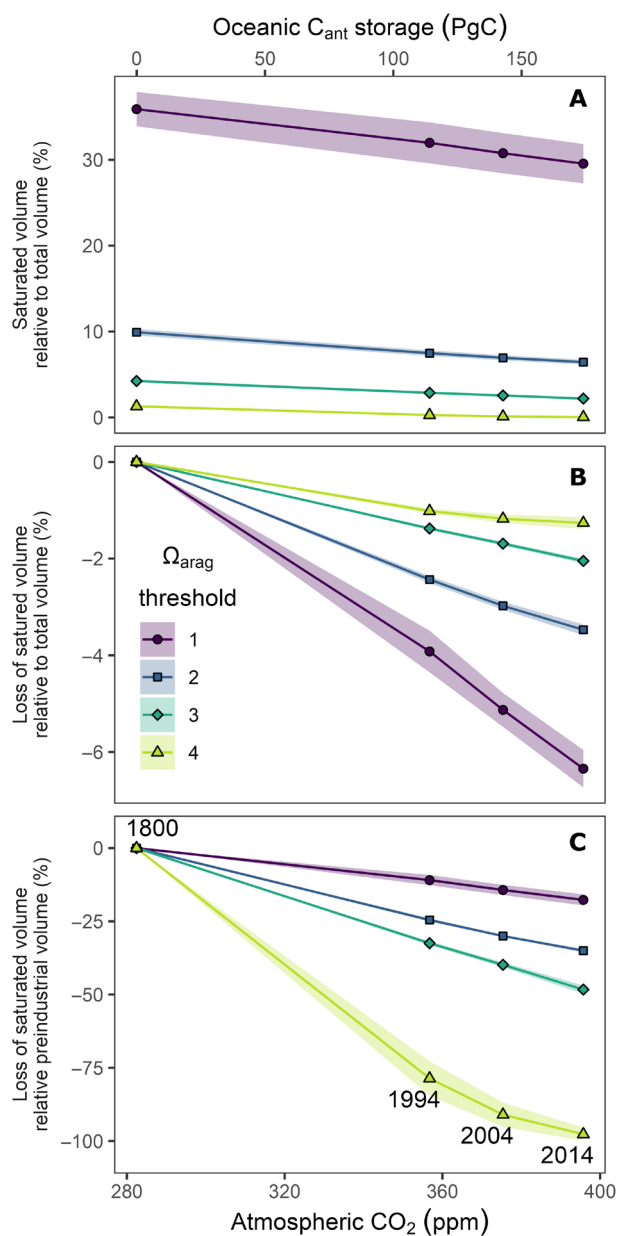 Oceanic C_ant storage (PgC)
0 50 100 150
A
Saturated volume
relative to total volume (%)
30
20
10
0
B
Loss of satured volume
relative to total volume (%)
0
−2
−4
−6
Ω_arag
threshold
1
2
3
4
C
Loss of saturated volume
relative preindustrial volume (%)
0
−25
−50
−75
−100
1800
1994
2004
2014
280 320 360 400
Atmospheric CO₂ (ppm)